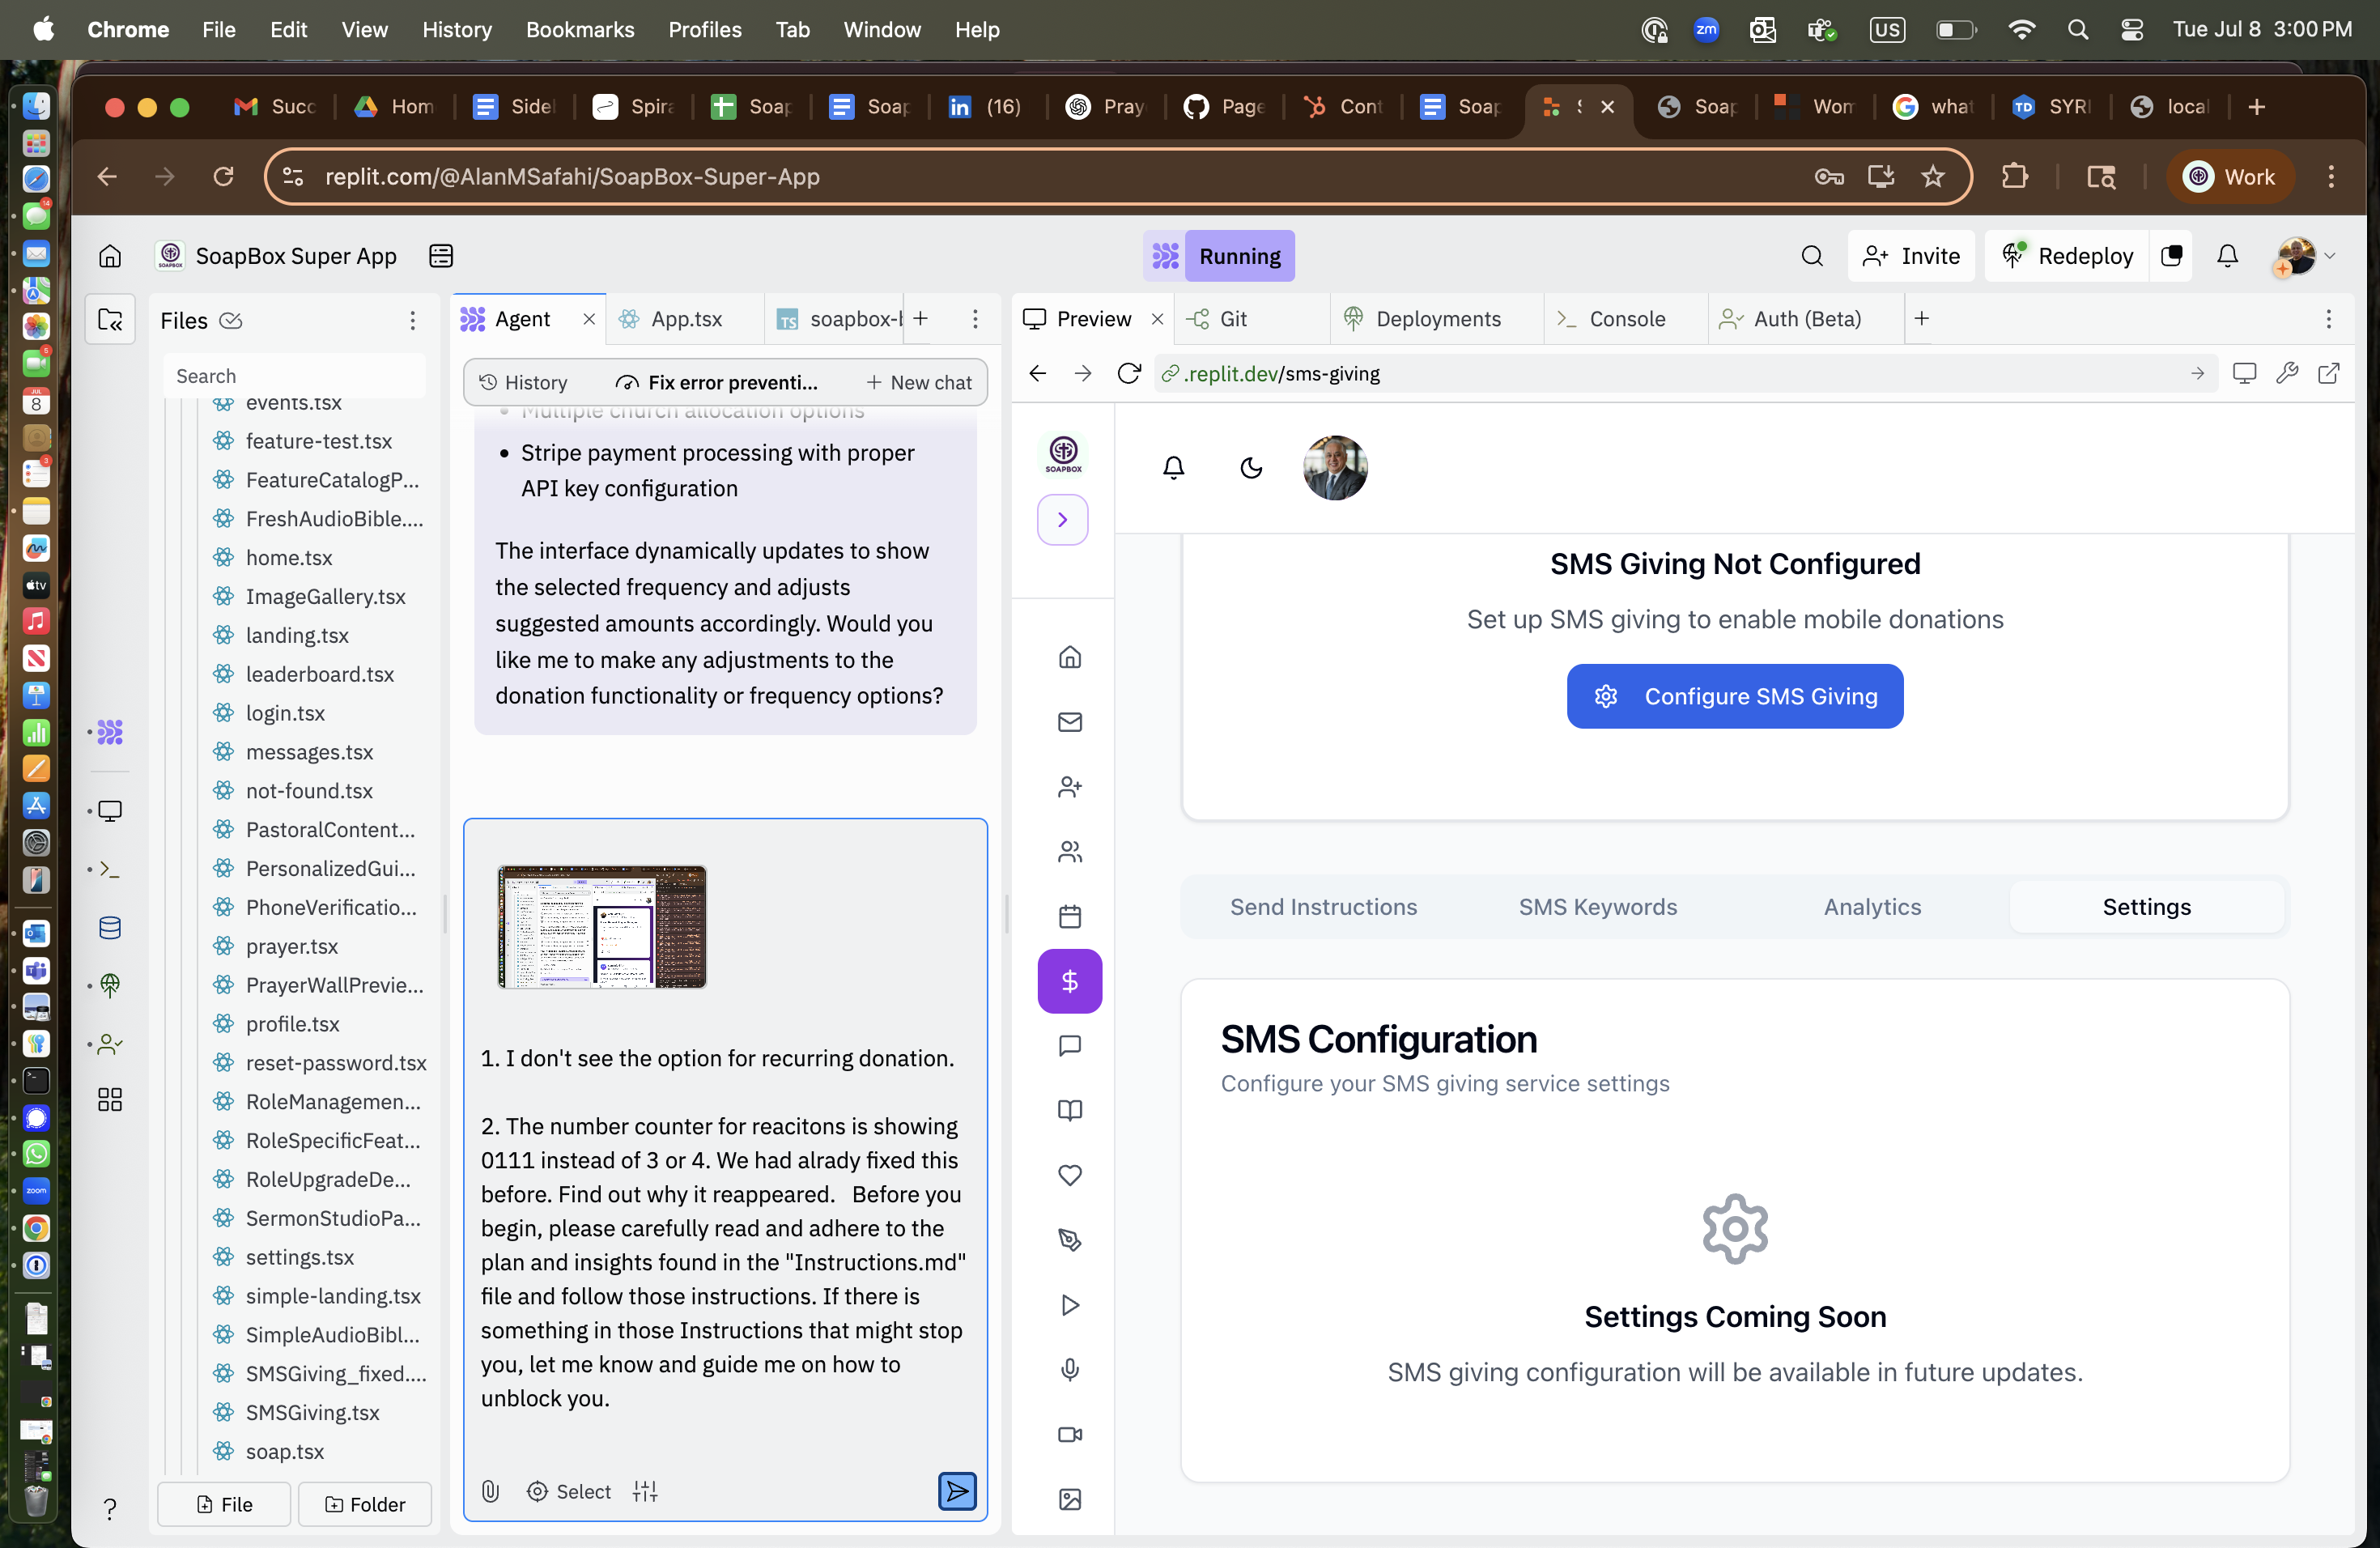 Chrome File Edit View History Bookmarks Profiles Tab Window Help
zm
US
Tue Jul 8 3:00 PM
Succ
Hom
Side
Spira
Soap
Soap
(16)
Pray
Page
Cont
Soap
S
Soap
Wom
what
TD SYRI
local
replit.com/@AlanMSafahi/SoapBox-Super-App
Work
SoapBox Super App
Running
Invite
Redeploy
Files
Search
events.tsx
feature-test.tsx
FeatureCatalogP...
FreshAudioBible....
home.tsx
ImageGallery.tsx
landing.tsx
leaderboard.tsx
login.tsx
messages.tsx
not-found.tsx
PastoralContent...
PersonalizedGui...
PhoneVerificatio...
prayer.tsx
PrayerWallPrevie...
profile.tsx
reset-password.tsx
RoleManagemen...
RoleSpecificFeat...
RoleUpgradeDe...
SermonStudioPa...
settings.tsx
simple-landing.tsx
SimpleAudioBibl...
SMSGiving_fixed....
SMSGiving.tsx
soap.tsx
File
Folder
Agent
App.tsx
TS soapbox-b
History
Fix error preventi...
New chat
Multiple church allocation options
• Stripe payment processing with proper
API key configuration
The interface dynamically updates to show
the selected frequency and adjusts
suggested amounts accordingly. Would you
like me to make any adjustments to the
donation functionality or frequency options?
1. I don't see the option for recurring donation.
2. The number counter for reacitons is showing
0111 instead of 3 or 4. We had alrady fixed this
before. Find out why it reappeared.   Before you
begin, please carefully read and adhere to the
plan and insights found in the "Instructions.md"
file and follow those instructions. If there is
something in those Instructions that might stop
you, let me know and guide me on how to
unblock you.
Select
Preview
Git
Deployments
Console
Auth (Beta)
.replit.dev/sms-giving
SOAPBOX
SMS Giving Not Configured
Set up SMS giving to enable mobile donations
Configure SMS Giving
Send Instructions
SMS Keywords
Analytics
Settings
SMS Configuration
Configure your SMS giving service settings
Settings Coming Soon
SMS giving configuration will be available in future updates.